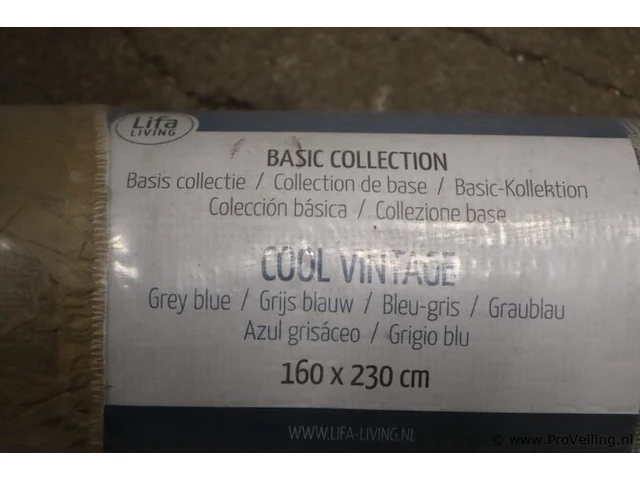 Lifa
LIVING
BASIC COLLECTION
Basis collectie / Collection de base / Basic-Kollektion
Colección básica / Collezione base
COOL VINTAGE
Grey blue / Grijs blauw / Bleu-gris / Graublau
Azul grisáceo / Grigio blu
160 x 230 cm
WWW.LIFA-LIVING.NL
© www.ProVeiling.nl